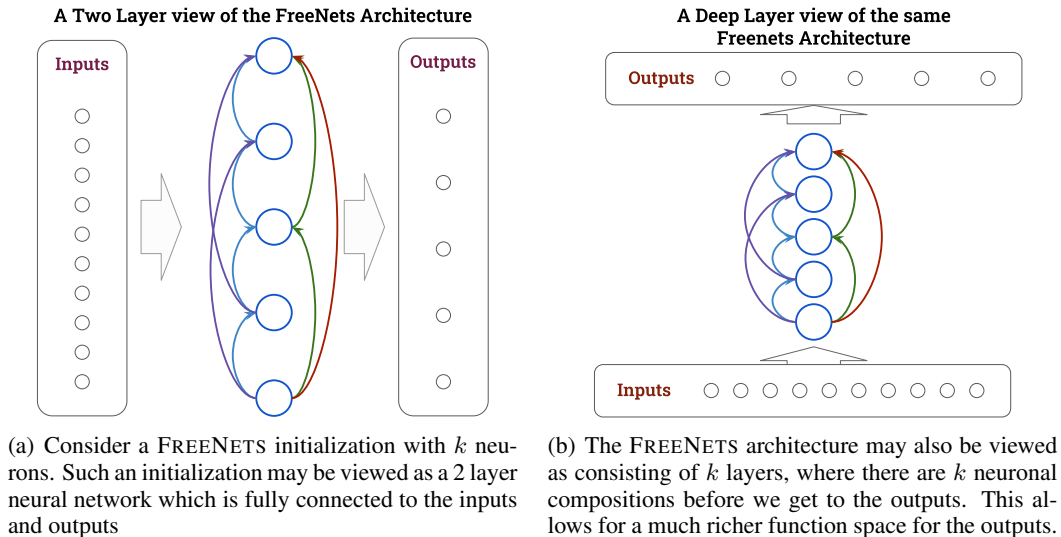 A Two Layer view of the FreeNets Architecture
Inputs
Outputs
(a) Consider a FREENETS initialization with k neu-
rons. Such an initialization may be viewed as a 2 layer
neural network which is fully connected to the inputs
and outputs
A Deep Layer view of the same
Freenets Architecture
Outputs
Inputs
(b) The FREENETS architecture may also be viewed
as consisting of k layers, where there are k neuronal
compositions before we get to the outputs. This al-
lows for a much richer function space for the outputs.